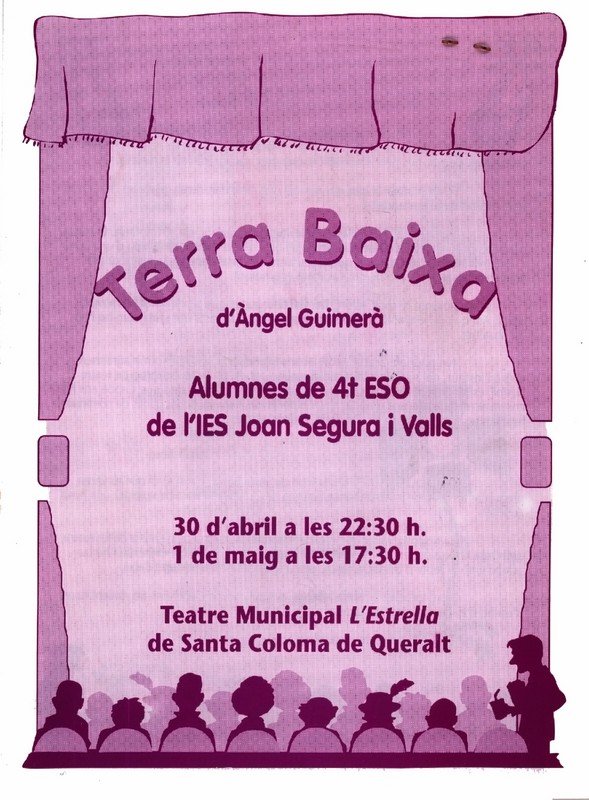 Terra Baixa
d'Àngel Guimerà
Alumnes de 4t ESO
de l'IES Joan Segura i Valls
30 d'abril a les 22:30 h.
1 de maig a les 17:30 h.
Teatre Municipal L'Estrella
de Santa Coloma de Queralt